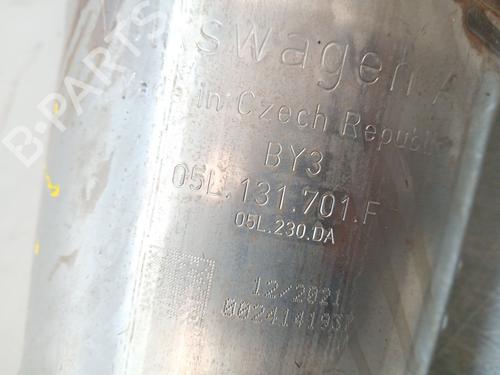 swagen A
in Czech Republic
BY3
05L.131.701.F
05L.230.DA
12/2021
B-PARTS